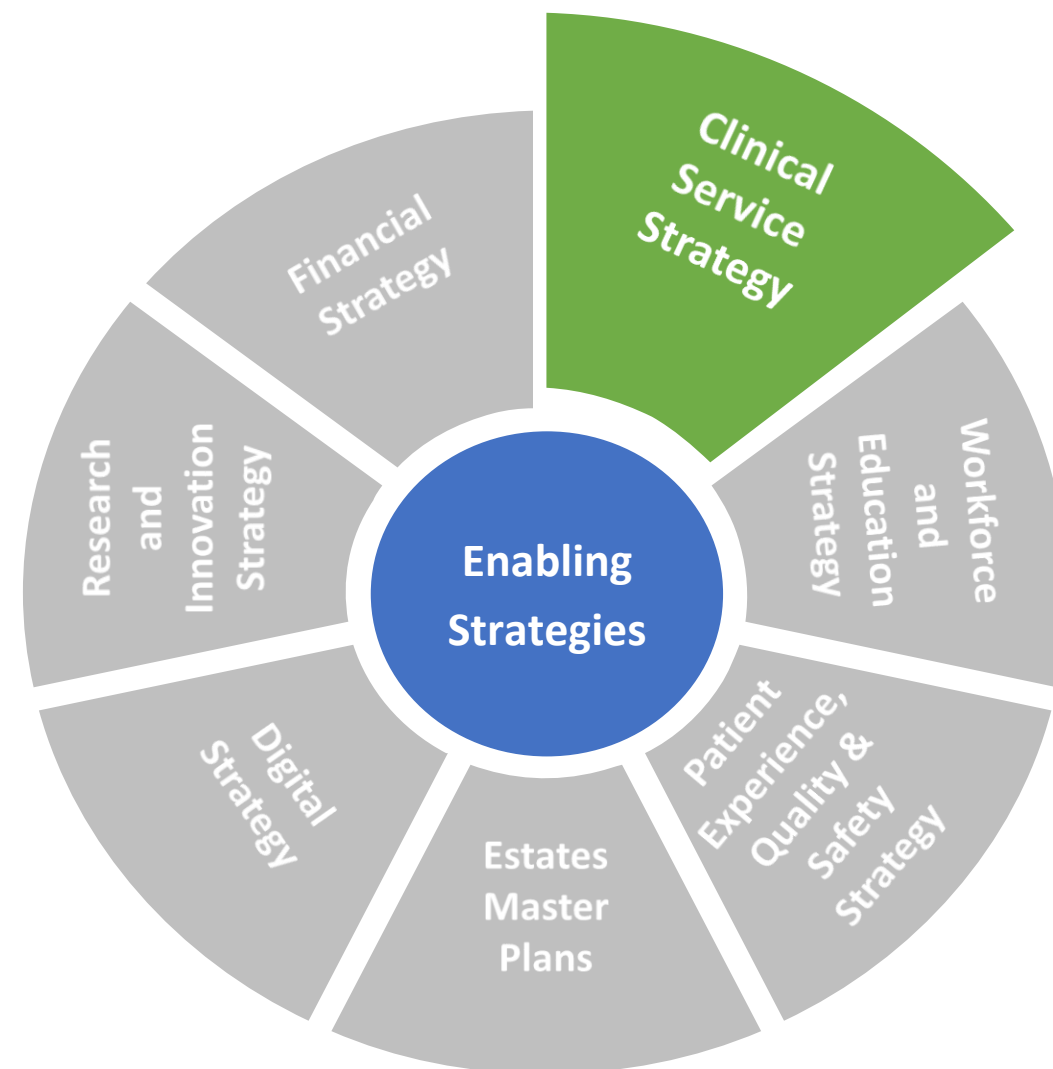 Clinical
Service
Strategy
Workforce
and
Education
Strategy
Patient
Experience,
Quality &
Safety
Strategy
Estates
Master
Plans
Digital
Strategy
Research
and
Innovation
Strategy
Financial
Strategy
Enabling
Strategies